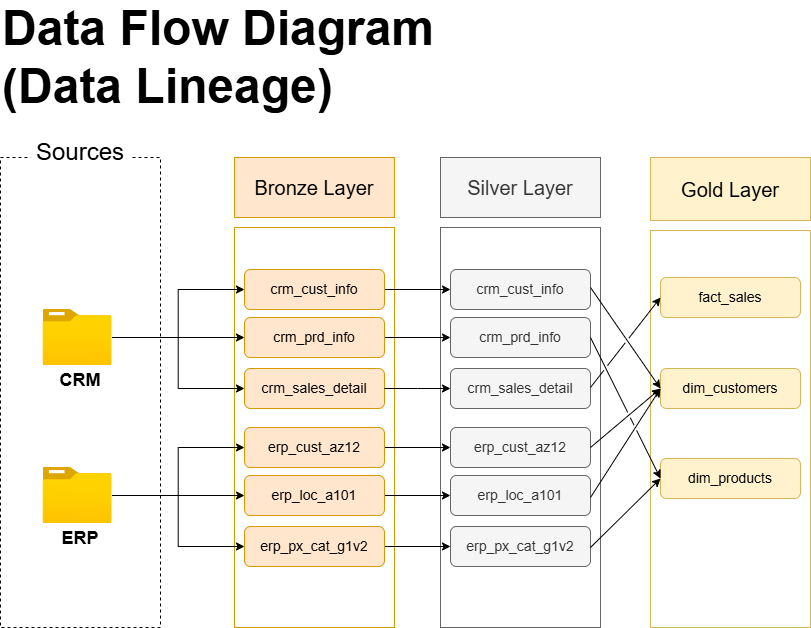 Data Flow Diagram
(Data Lineage)
Sources
Bronze Layer
Silver Layer
Gold Layer
CRM
ERP
crm_cust_info
crm_prd_info
crm_sales_detail
erp_cust_az12
erp_loc_a101
erp_px_cat_g1v2
crm_cust_info
crm_prd_info
crm_sales_detail
erp_cust_az12
erp_loc_a101
erp_px_cat_g1v2
fact_sales
dim_customers
dim_products